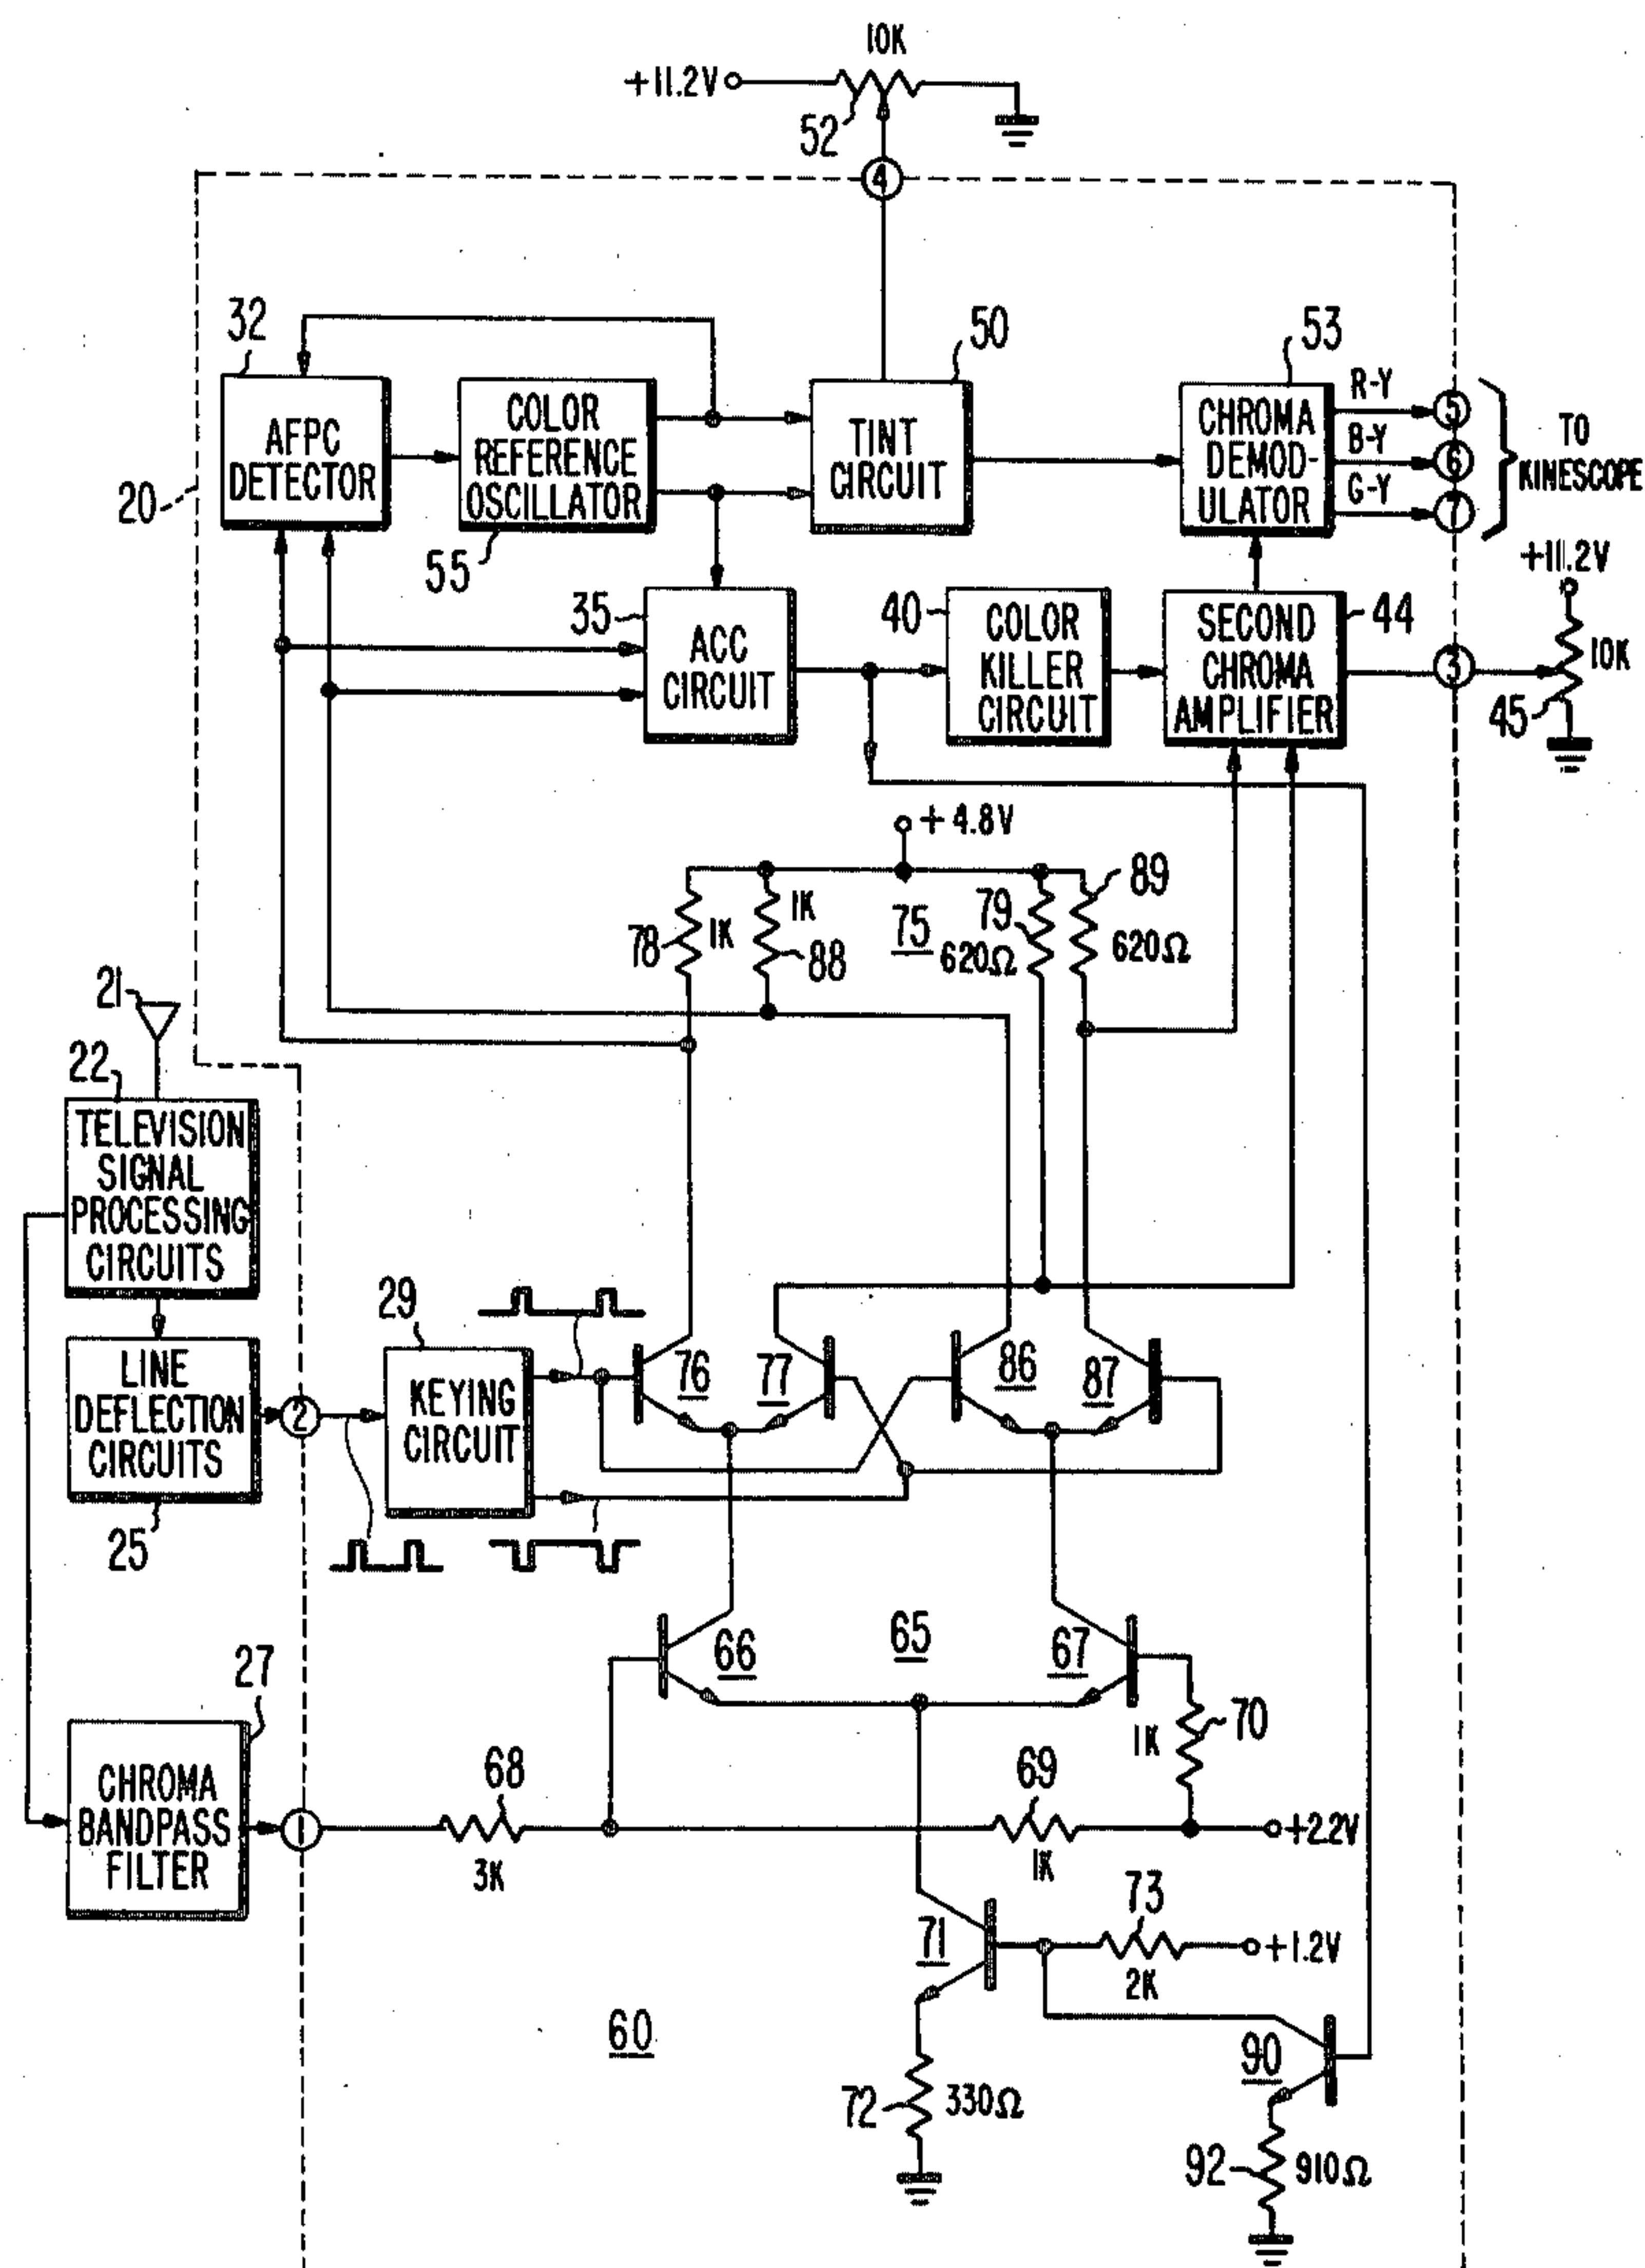 10K
+11.2V
52
4
32
50
53
AFPC
DETECTOR
COLOR
REFERENCE
OSCILLATOR
TINT
CIRCUIT
CHROMA
DEMOD-
ULATOR
R-Y
B-Y
G-Y
5
6
7
TO
KINESCOPE
20
55
+11.2V
35
ACC
CIRCUIT
40
COLOR
KILLER
CIRCUIT
SECOND
CHROMA
AMPLIFIER
44
3
10K
45
+4.8V
78
1K
1K
88
75
79
620Ω
89
620Ω
21
22
TELEVISION
SIGNAL
PROCESSING
CIRCUITS
29
LINE
DEFLECTION
CIRCUITS
25
2
KEYING
CIRCUIT
76
77
86
87
66
65
67
27
CHROMA
BANDPASS
FILTER
1
68
3K
69
1K
1K
70
+2.2V
71
73
2K
+1.2V
60
72
330Ω
90
92
910Ω